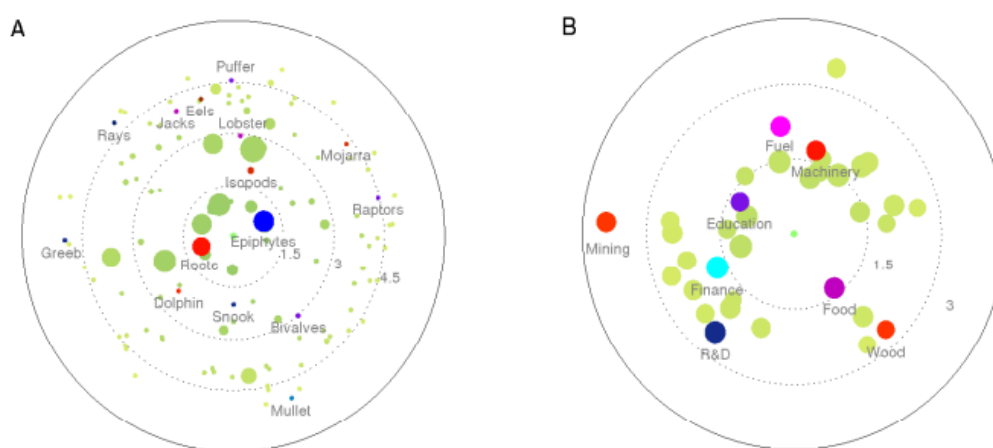 A
Puffer
Eels
Jacks
Lobster
Rays
Mojarra
Isopods
Raptors
Epiphytes
Greeb
1.5
3
4.5
Roots
Dolphin
Snook
Bivalves
Mullet
B
Fuel
Machinery
Education
Mining
1.5
Finance
3
Food
R&D
Wood